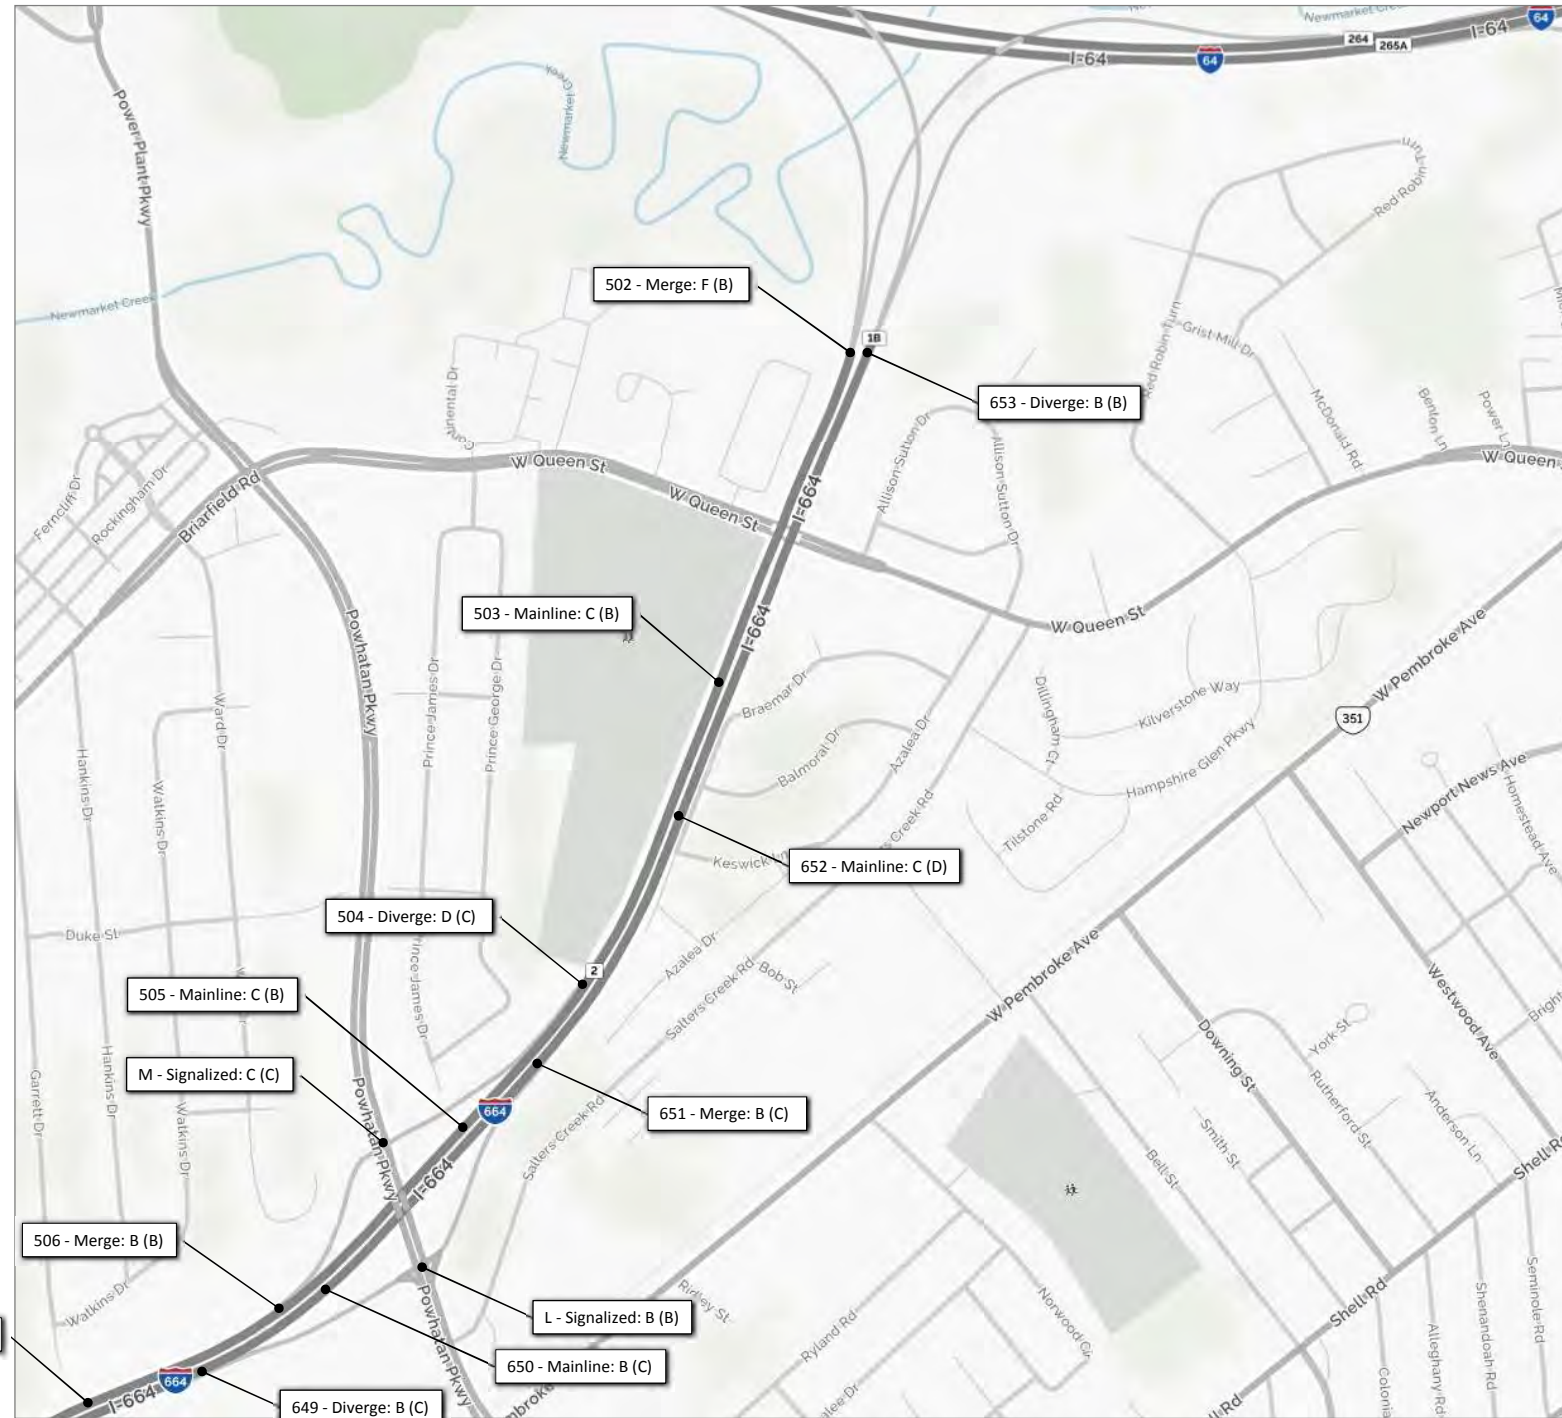 Newmarket Creek
I-64
64
264
265A
I-64
64
Newmarket Creek
Power Plant Pkwy
Newmarket Creek
Red Robin Turn
502 - Merge: F (B)
1B
653 - Diverge: B (B)
Red Robin Turn
Grist Mill Dr
McDonald Rd
Benlon Ln
Continental Dr
W Queen St
W Queen St
I-664
Allison Sutton Dr
Allison Sutton Dr
W Queen
Ferncliff Dr
Rockingham Dr
Briarfield Rd
503 - Mainline: C (B)
I-664
W Queen St
W Pembroke Ave
Powhatan Pkwy
Prince James Dr
Prince George Dr
Ward Dr
Braemar Dr
Balmoral Dr
Azalea Dr
Dillingham Ct
Kilverstone Way
Hampshire Glen Pkwy
351
Hankins Dr
Watkins Dr
Tilstone Rd
Newport News Ave
Homestead Ave
652 - Mainline: C (D)
504 - Diverge: D (C)
Duke St
2
Azalea Dr
Bob St
Salters Creek Rd
W Pembroke Ave
Westwood Ave
505 - Mainline: C (B)
M - Signalized: C (C)
Garrett Dr
Hankins Dr
Watkins Dr
Powhatan Pkwy
664
651 - Merge: B (C)
Salters Creek Rd
Downing St
York St
Rutherford St
Anderson Ln
Smith St
Bell St
I-664
506 - Merge: B (B)
Watkins Dr
L - Signalized: B (B)
650 - Mainline: B (C)
649 - Diverge: B (C)
664
I-664
Powhatan Pkwy
Ridley St
Ryland Rd
Norwood Cir
Shell Rd
Alleghany Rd
Shenandoah Rd
Seminole Rd